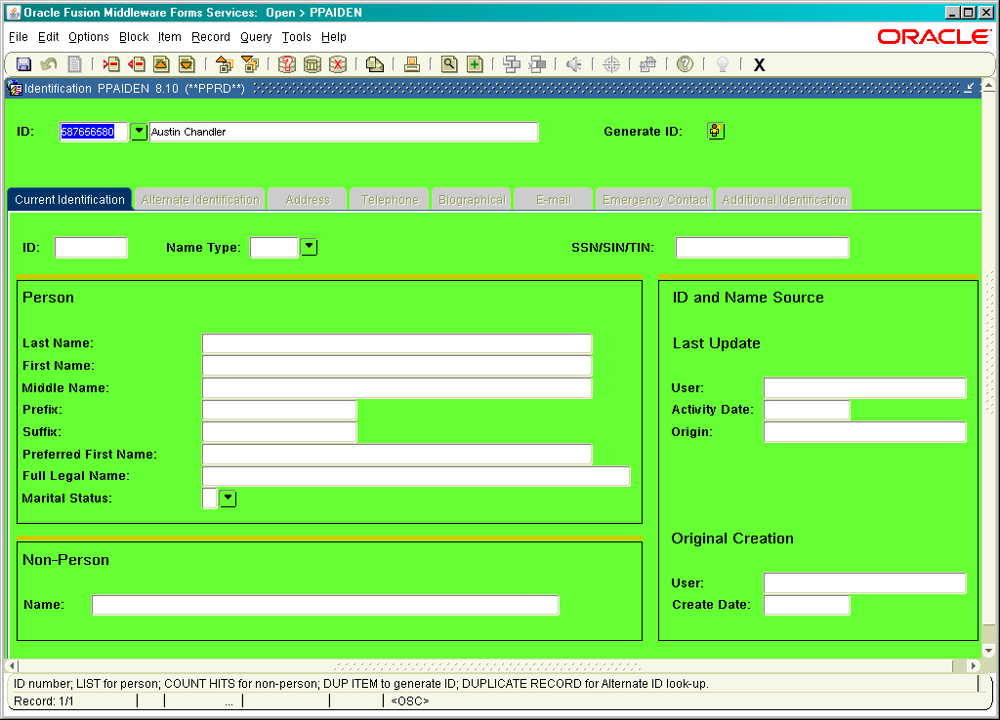 Oracle Fusion Middleware Forms Services:  Open > PPAIDEN
File Edit Options Block Item Record Query Tools Help
ORACLE
X
Identification  PPAIDEN  8.10  (**PPRD**)
ID: 587656580 Austin Chandler Generate ID:
Current Identification Alternate Identification Address Telephone Biographical E-mail Emergency Contact Additional Identification
ID: Name Type: SSN/SIN/TIN:
Person
Last Name:
First Name:
Middle Name:
Prefix:
Suffix:
Preferred First Name:
Full Legal Name:
Marital Status:
Non-Person
Name:
ID and Name Source
Last Update
User:
Activity Date:
Origin:
Original Creation
User:
Create Date:
ID number; LIST for person; COUNT HITS for non-person; DUP ITEM to generate ID; DUPLICATE RECORD for Alternate ID look-up.
Record: 1/1 ... <OSC>